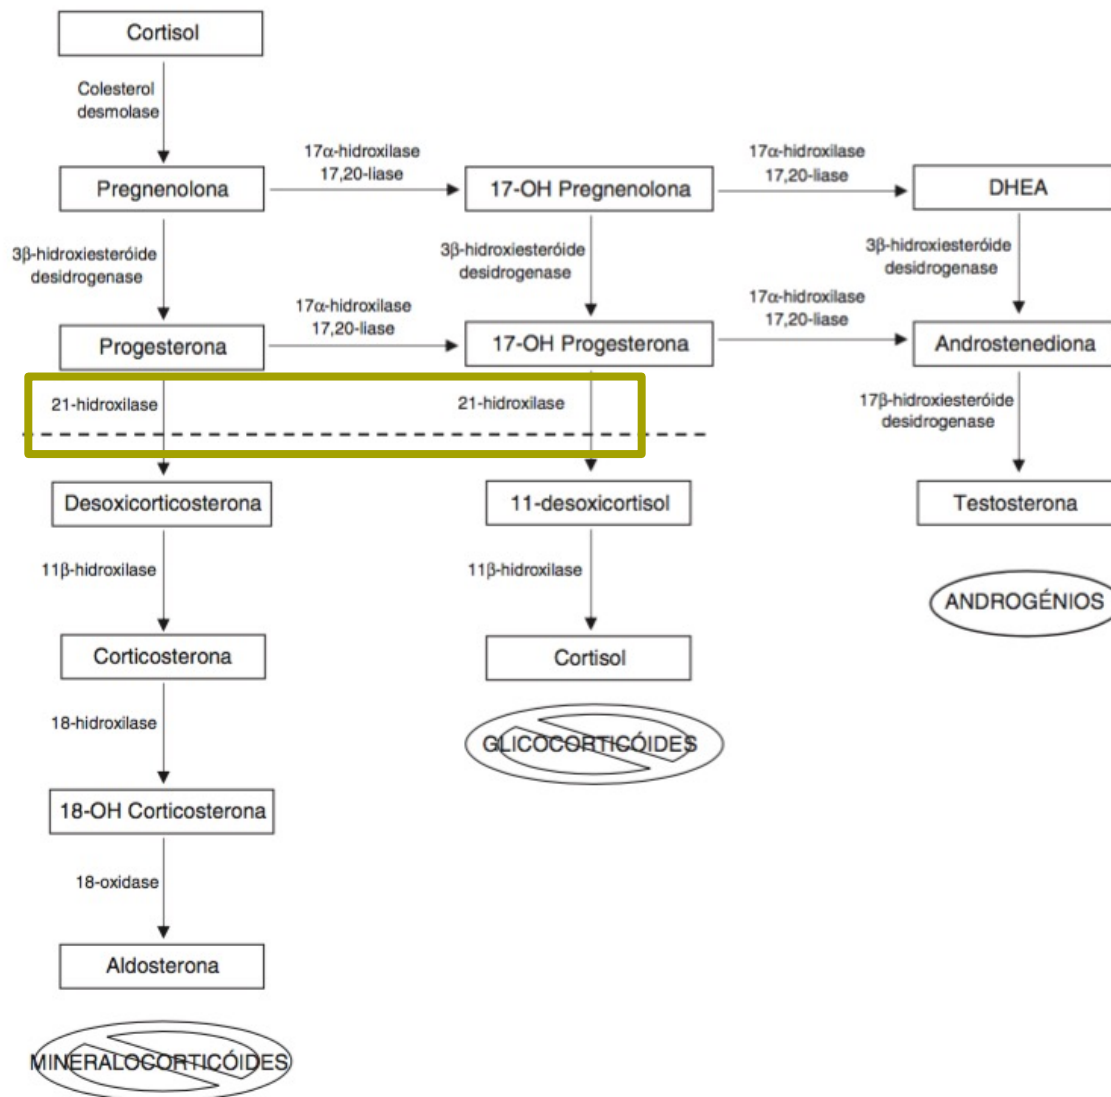 Cortisol
Colesterol
desmolase
17α-hidroxilase
17,20-liase
17α-hidroxilase
17,20-liase
Pregnenolona
17-OH Pregnenolona
DHEA
3β-hidroxiesteróide
desidrogenase
3β-hidroxiesteróide
desidrogenase
3β-hidroxiesteróide
desidrogenase
17α-hidroxilase
17,20-liase
17α-hidroxilase
17,20-liase
Progesterona
17-OH Progesterona
Androstenediona
21-hidroxilase
21-hidroxilase
17β-hidroxiesteróide
desidrogenase
Desoxicorticosterona
11-desoxicortisol
Testosterona
11β-hidroxilase
11β-hidroxilase
ANDROGÉNIOS
Corticosterona
Cortisol
18-hidroxilase
GLICOCORTICÓIDES
18-OH Corticosterona
18-oxidase
Aldosterona
MINERALOCORTICÓIDES